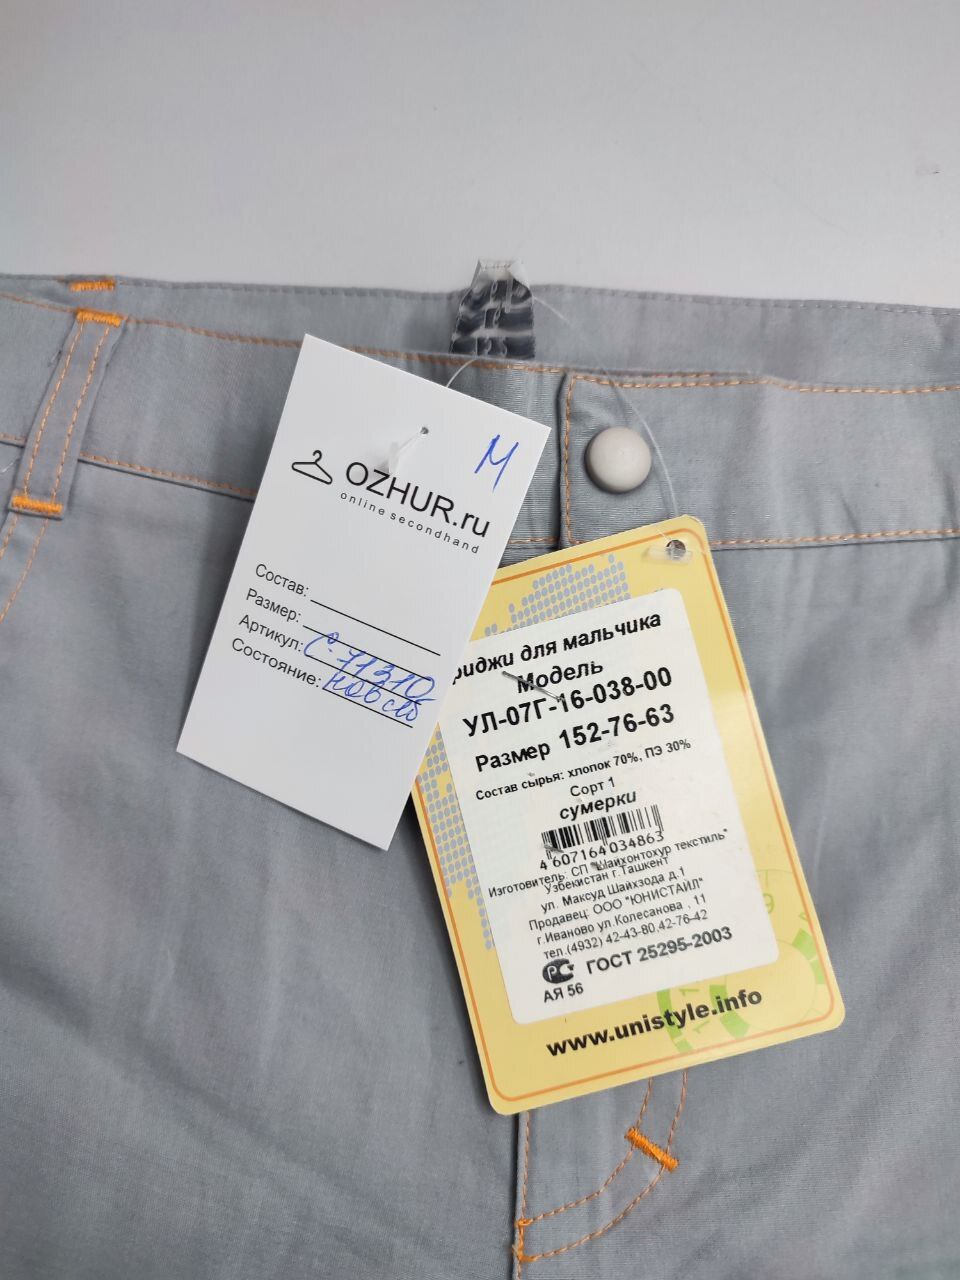 М
OZHUR.ru
online secondhand
Состав:
Размер:
Артикул: С-71310
Состояние: новый
риджи для мальчика
Модель
УЛ-07Г-16-038-00
Размер 152-76-63
Состав сырья: хлопок 70%, ПЭ 30%
Сорт 1
сумерки
4 607164 034863
Изготовитель: СП "Шайхонтохур текстиль"
Узбекистан г.Ташкент
ул. Максуд Шайхзода д.1
Продавец: ООО "ЮНИСТАЙЛ"
г.Иваново ул.Колесанова , 11
тел.(4932) 42-43-80,42-76-42
РС ГОСТ 25295-2003
АЯ 56
www.unistyle.info